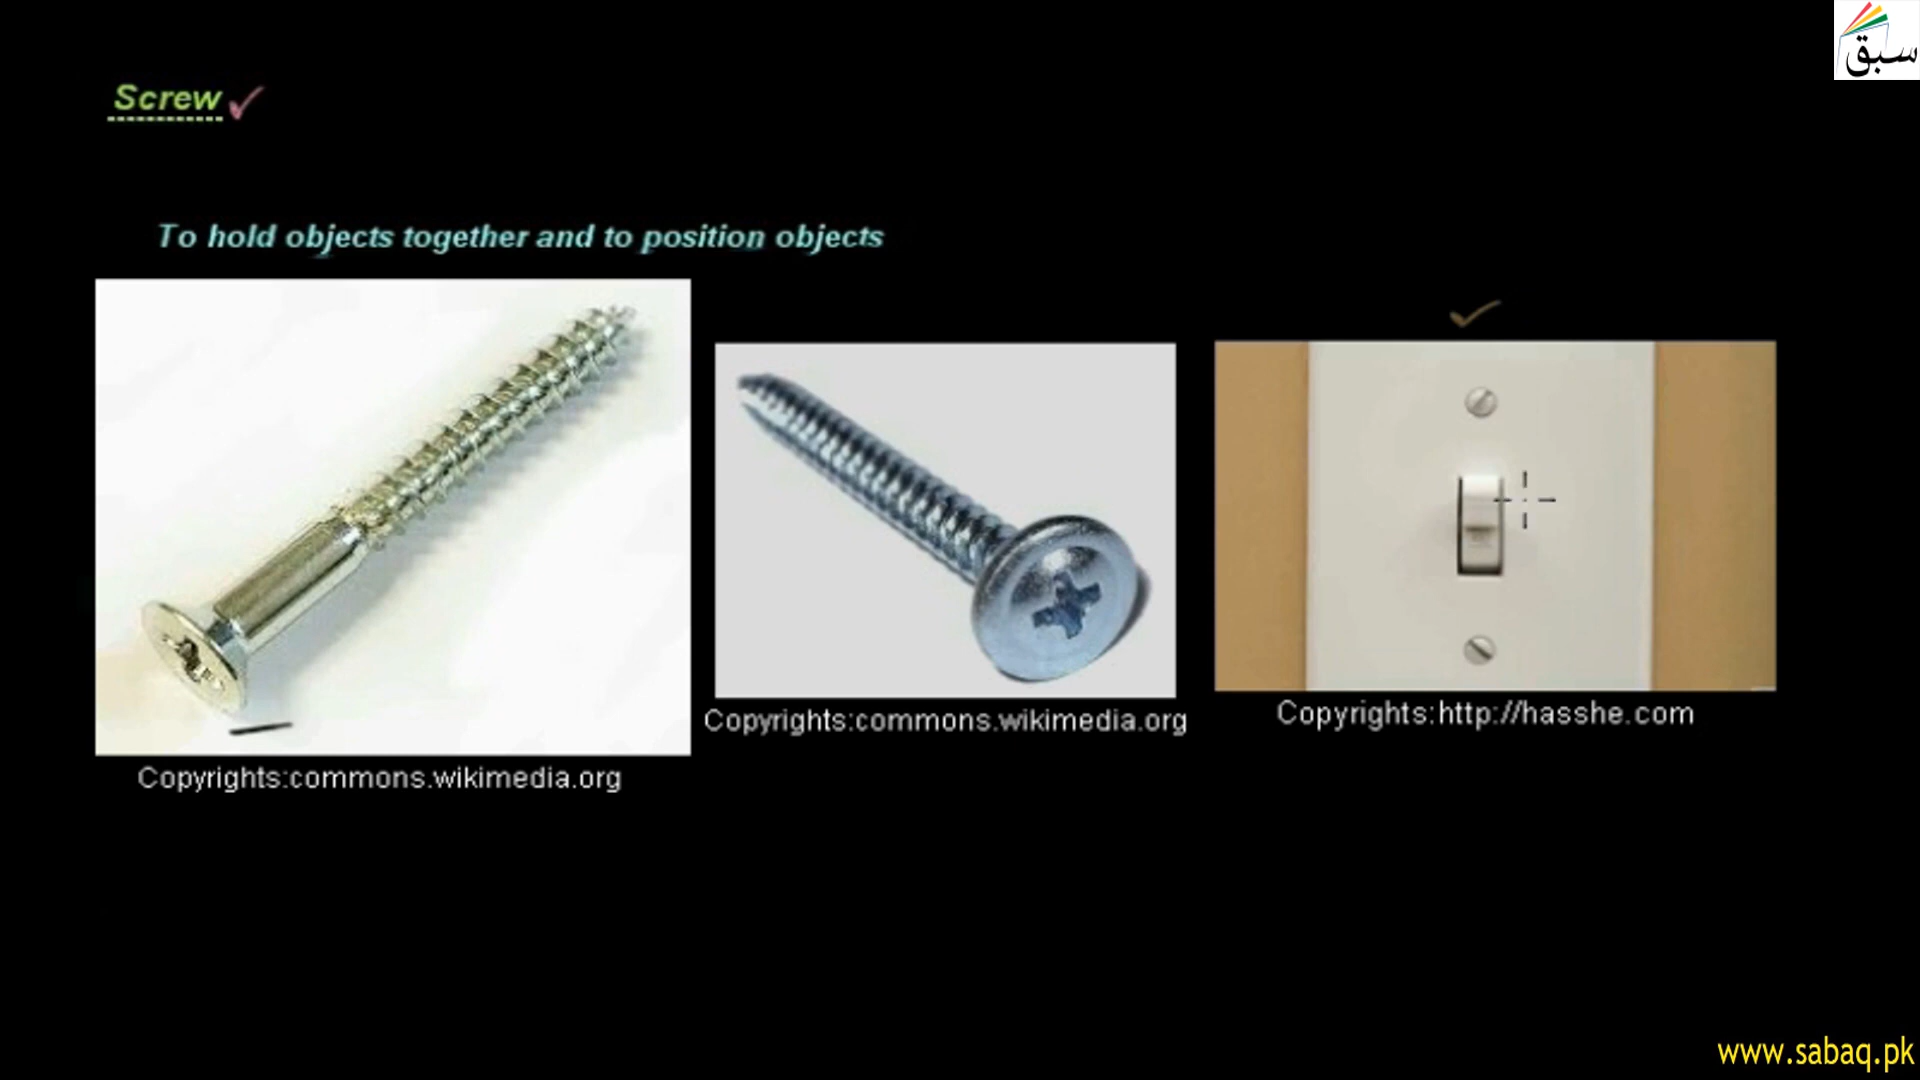 سبق
Screw
To hold objects together and to position objects
Copyrights:commons.wikimedia.org
Copyrights:commons.wikimedia.org
Copyrights:http://hasshe.com
www.sabaq.pk